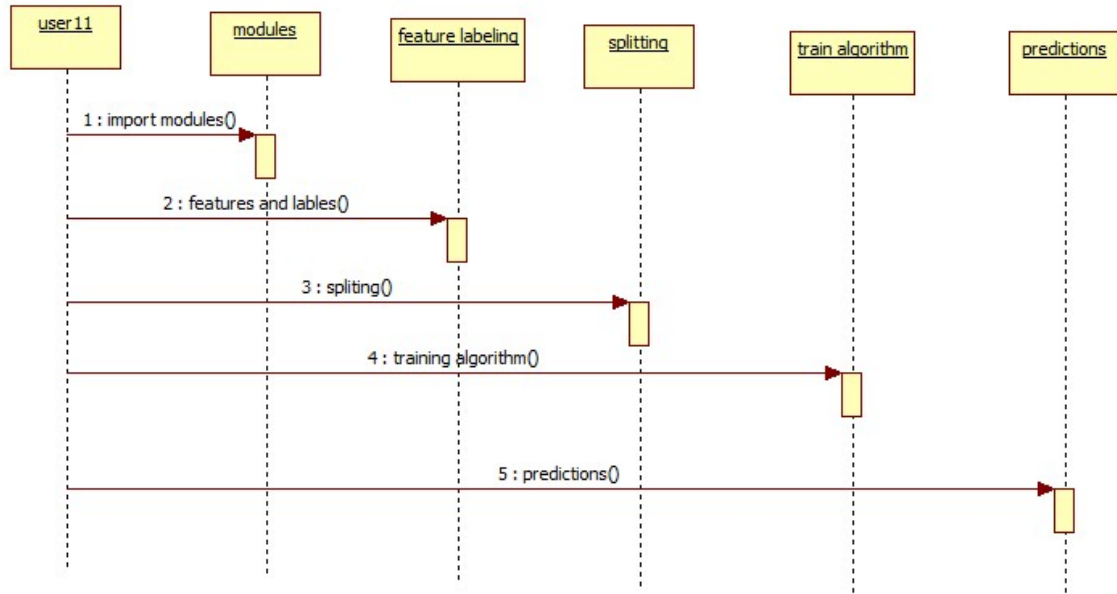 user11
modules
feature labeling
splitting
train algorithm
predictions
1 : import modules()
2 : features and lables()
3 : spliting()
4 : training algorithm()
5 : predictions()